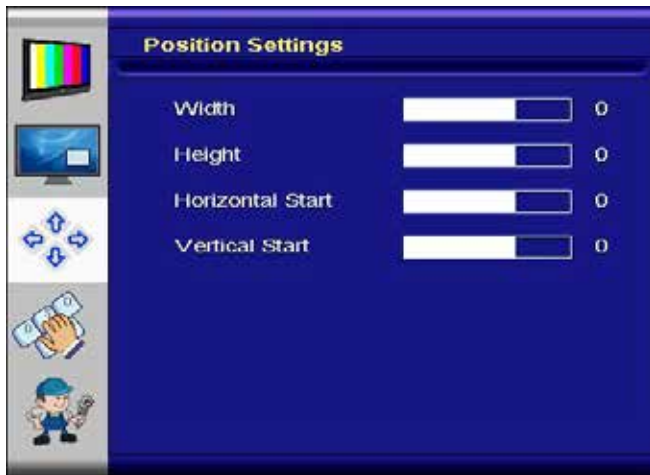 Position Settings
Width 0
Height 0
Horizontal Start 0
Vertical Start 0